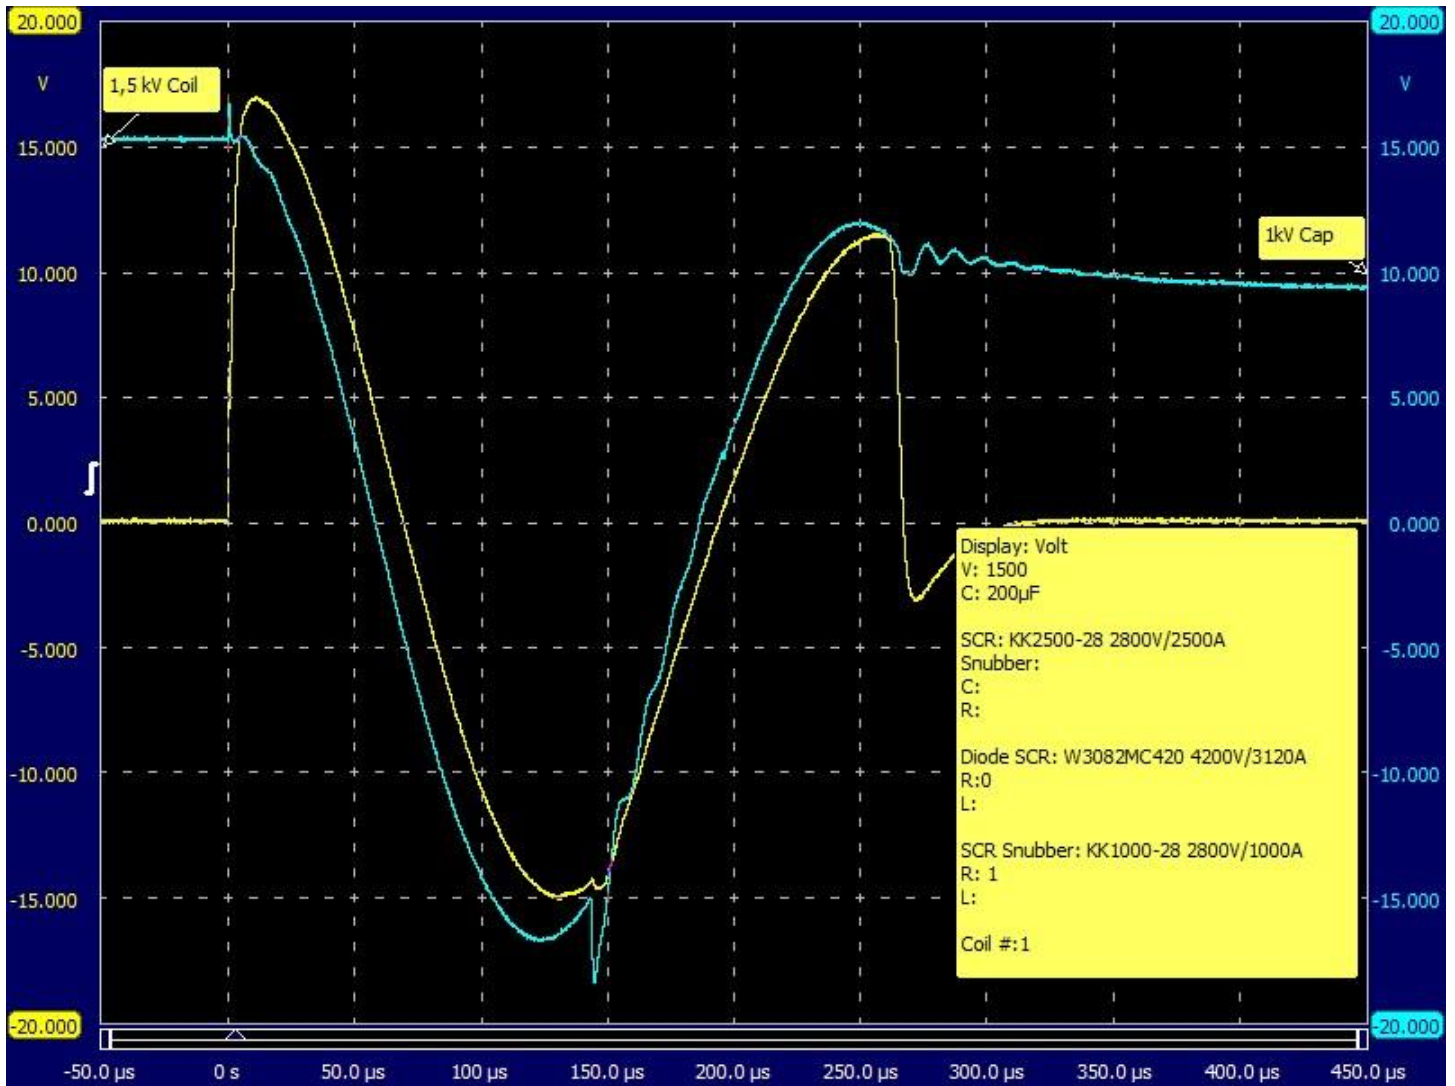 20.000
20.000
V
V
1,5 kV Coil
15.000
15.000
1kV Cap
10.000
10.000
5.000
5.000
0.000
0.000
Display: Volt
V: 1500
C: 200µF
SCR: KK2500-28 2800V/2500A
Snubber:
C:
R:
Diode SCR: W3082MC420 4200V/3120A
R:0
L:
SCR Snubber: KK1000-28 2800V/1000A
R: 1
L:
Coil #:1
-5.000
-5.000
-10.000
-10.000
-15.000
-15.000
-20.000
-20.000
-50.0 µs 0 s 50.0 µs 100 µs 150.0 µs 200.0 µs 250.0 µs 300.0 µs 350.0 µs 400.0 µs 450.0 µs